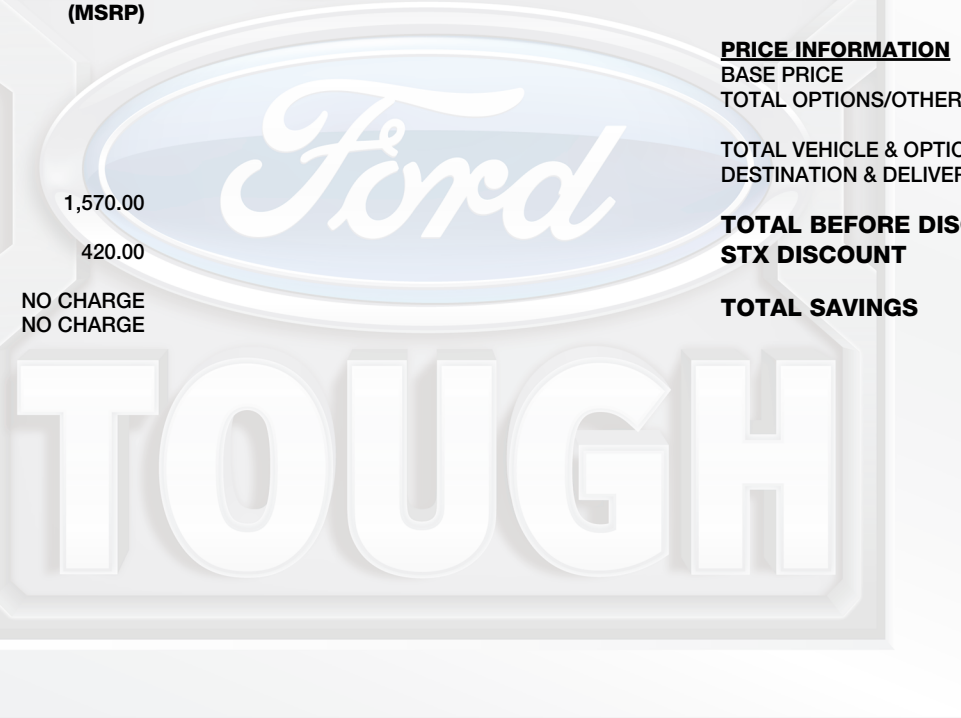 (MSRP)
1,570.00
420.00
NO CHARGE
NO CHARGE
PRICE INFORMATION
BASE PRICE
TOTAL OPTIONS/OTHER
TOTAL VEHICLE & OPTIO
DESTINATION & DELIVER
TOTAL BEFORE DIS
STX DISCOUNT
TOTAL SAVINGS
Ford
TOUGH